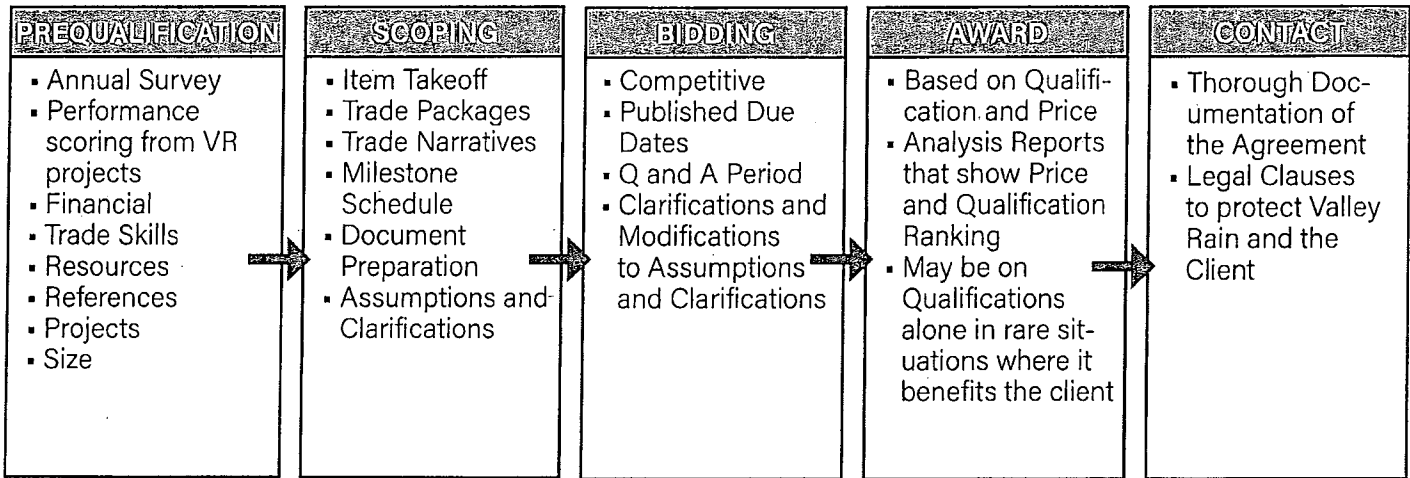 PREQUALIFICATION
▪ Annual Survey
▪ Performance
scoring from VR
projects
▪ Financial
▪ Trade Skills
▪ Resources
▪ References
▪ Projects
▪ Size
SCOPING
▪ Item Takeoff
▪ Trade Packages
▪ Trade Narratives
▪ Milestone
Schedule
▪ Document
Preparation
▪ Assumptions and
Clarifications
BIDDING
▪ Competitive
▪ Published Due
Dates
▪ Q and A Period
▪ Clarifications and
Modifications
to Assumptions
and Clarifications
AWARD
▪ Based on Qualifi-
cation and Price
▪ Analysis Reports
that show Price
and Qualification
Ranking
▪ May be on
Qualifications
alone in rare sit-
uations where it
benefits the client
CONTACT
▪ Thorough Doc-
umentation of
the Agreement
▪ Legal Clauses
to protect Valley
Rain and the
Client